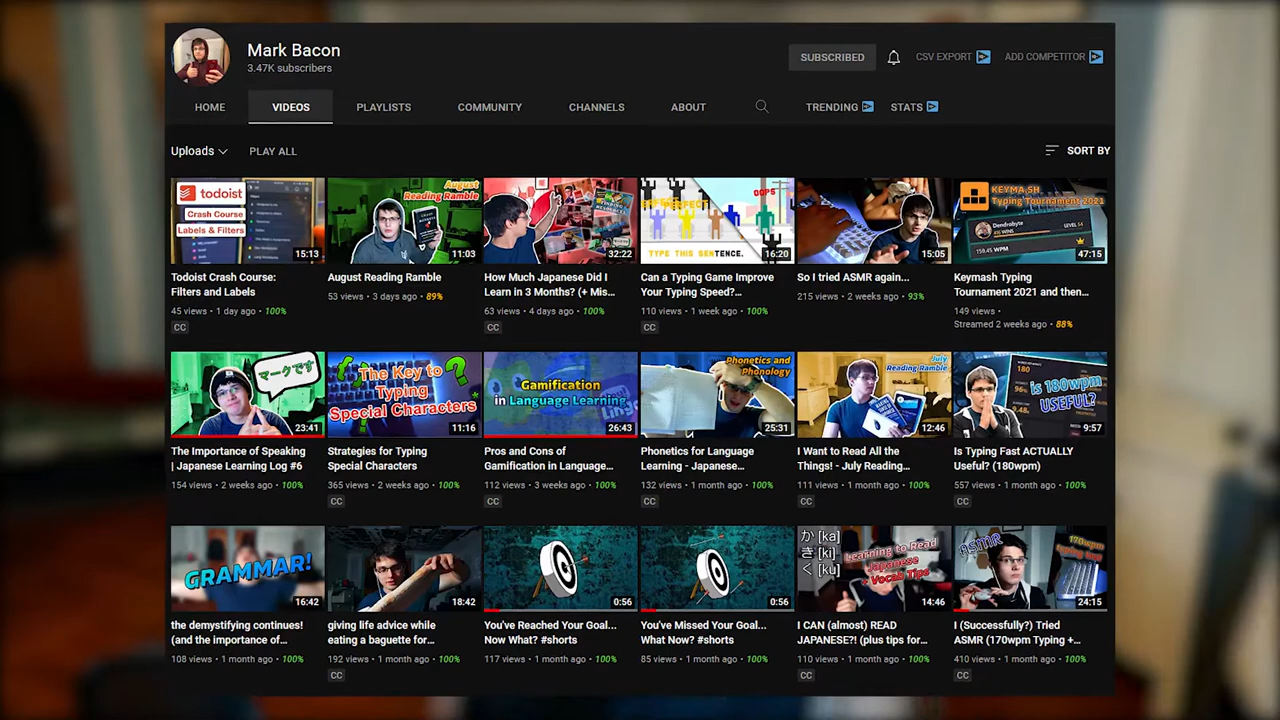 Mark Bacon
3.47K subscribers
SUBSCRIBED
CSV EXPORT
ADD COMPETITOR
HOME
VIDEOS
PLAYLISTS
COMMUNITY
CHANNELS
ABOUT
TRENDING
STATS
Uploads
PLAY ALL
SORT BY
todoist
Crash Course
Labels & Filters
15:13
August
Reading Ramble
11:03
32:22
OOPS
TYPE THIS SENTENCE.
16:20
15:05
KEYMA.SH
Typing Tournament 2021
Dendrobyte
LEVEL 54
47:15
Todoist Crash Course:
Filters and Labels
45 views • 1 day ago • 100%
CC
August Reading Ramble
53 views • 3 days ago • 89%
How Much Japanese Did I
Learn in 3 Months? (+ Mis...
63 views • 4 days ago • 100%
CC
Can a Typing Game Improve
Your Typing Speed?...
110 views • 1 week ago • 100%
CC
So I tried ASMR again...
215 views • 2 weeks ago • 93%
Keymash Typing
Tournament 2021 and then...
149 views •
Streamed 2 weeks ago • 88%
マークです
23:41
The Key to
Typing
Special Characters
11:16
Gamification
in Language Learning
26:43
Phonetics and
Phonology
25:31
July
Reading Ramble
12:46
180
is 180wpm
USEFUL?
9:57
The Importance of Speaking
| Japanese Learning Log #6
154 views • 2 weeks ago • 100%
Strategies for Typing
Special Characters
365 views • 2 weeks ago • 100%
CC
Pros and Cons of
Gamification in Language...
112 views • 3 weeks ago • 100%
CC
Phonetics for Language
Learning - Japanese...
132 views • 1 month ago • 100%
CC
I Want to Read All the
Things! - July Reading...
111 views • 1 month ago • 100%
CC
Is Typing Fast ACTUALLY
Useful? (180wpm)
557 views • 1 month ago • 100%
CC
GRAMMAR!
16:42
18:42
0:56
0:56
か [ka]
き [ki]
く [ku]
Learning to Read
Japanese
+ Vocab Tips
14:46
ASMR
170wpm
24:15
the demystifying continues!
(and the importance of...
108 views • 1 month ago • 100%
giving life advice while
eating a baguette for...
192 views • 1 month ago • 100%
CC
You've Reached Your Goal...
Now What? #shorts
117 views • 1 month ago • 100%
You've Missed Your Goal...
What Now? #shorts
85 views • 1 month ago • 100%
I CAN (almost) READ
JAPANESE?! (plus tips for...
110 views • 1 month ago • 100%
CC
I (Successfully?) Tried
ASMR (170wpm Typing +...
410 views • 1 month ago • 100%
CC